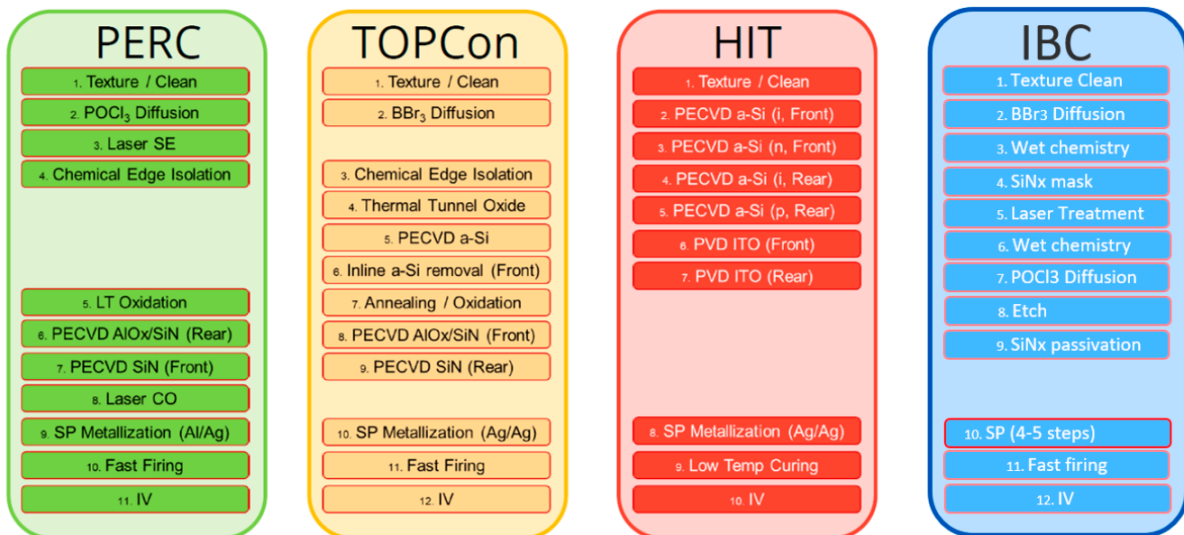 PERC
1. Texture / Clean
2. POCl₃ Diffusion
3. Laser SE
4. Chemical Edge Isolation
5. LT Oxidation
6. PECVD AlOx/SiN (Rear)
7. PECVD SiN (Front)
8. Laser CO
9. SP Metallization (Al/Ag)
10. Fast Firing
11. IV
TOPCon
1. Texture / Clean
2. BBr₃ Diffusion
3. Chemical Edge Isolation
4. Thermal Tunnel Oxide
5. PECVD a-Si
6. Inline a-Si removal (Front)
7. Annealing / Oxidation
8. PECVD AlOx/SiN (Front)
9. PECVD SiN (Rear)
10. SP Metallization (Ag/Ag)
11. Fast Firing
12. IV
HIT
1. Texture / Clean
2. PECVD a-Si (i, Front)
3. PECVD a-Si (n, Front)
4. PECVD a-Si (i, Rear)
5. PECVD a-Si (p, Rear)
6. PVD ITO (Front)
7. PVD ITO (Rear)
8. SP Metallization (Ag/Ag)
9. Low Temp Curing
10. IV
IBC
1. Texture Clean
2. BBr3 Diffusion
3. Wet chemistry
4. SiNx mask
5. Laser Treatment
6. Wet chemistry
7. POCl3 Diffusion
8. Etch
9. SiNx passivation
10. SP (4-5 steps)
11. Fast firing
12. IV